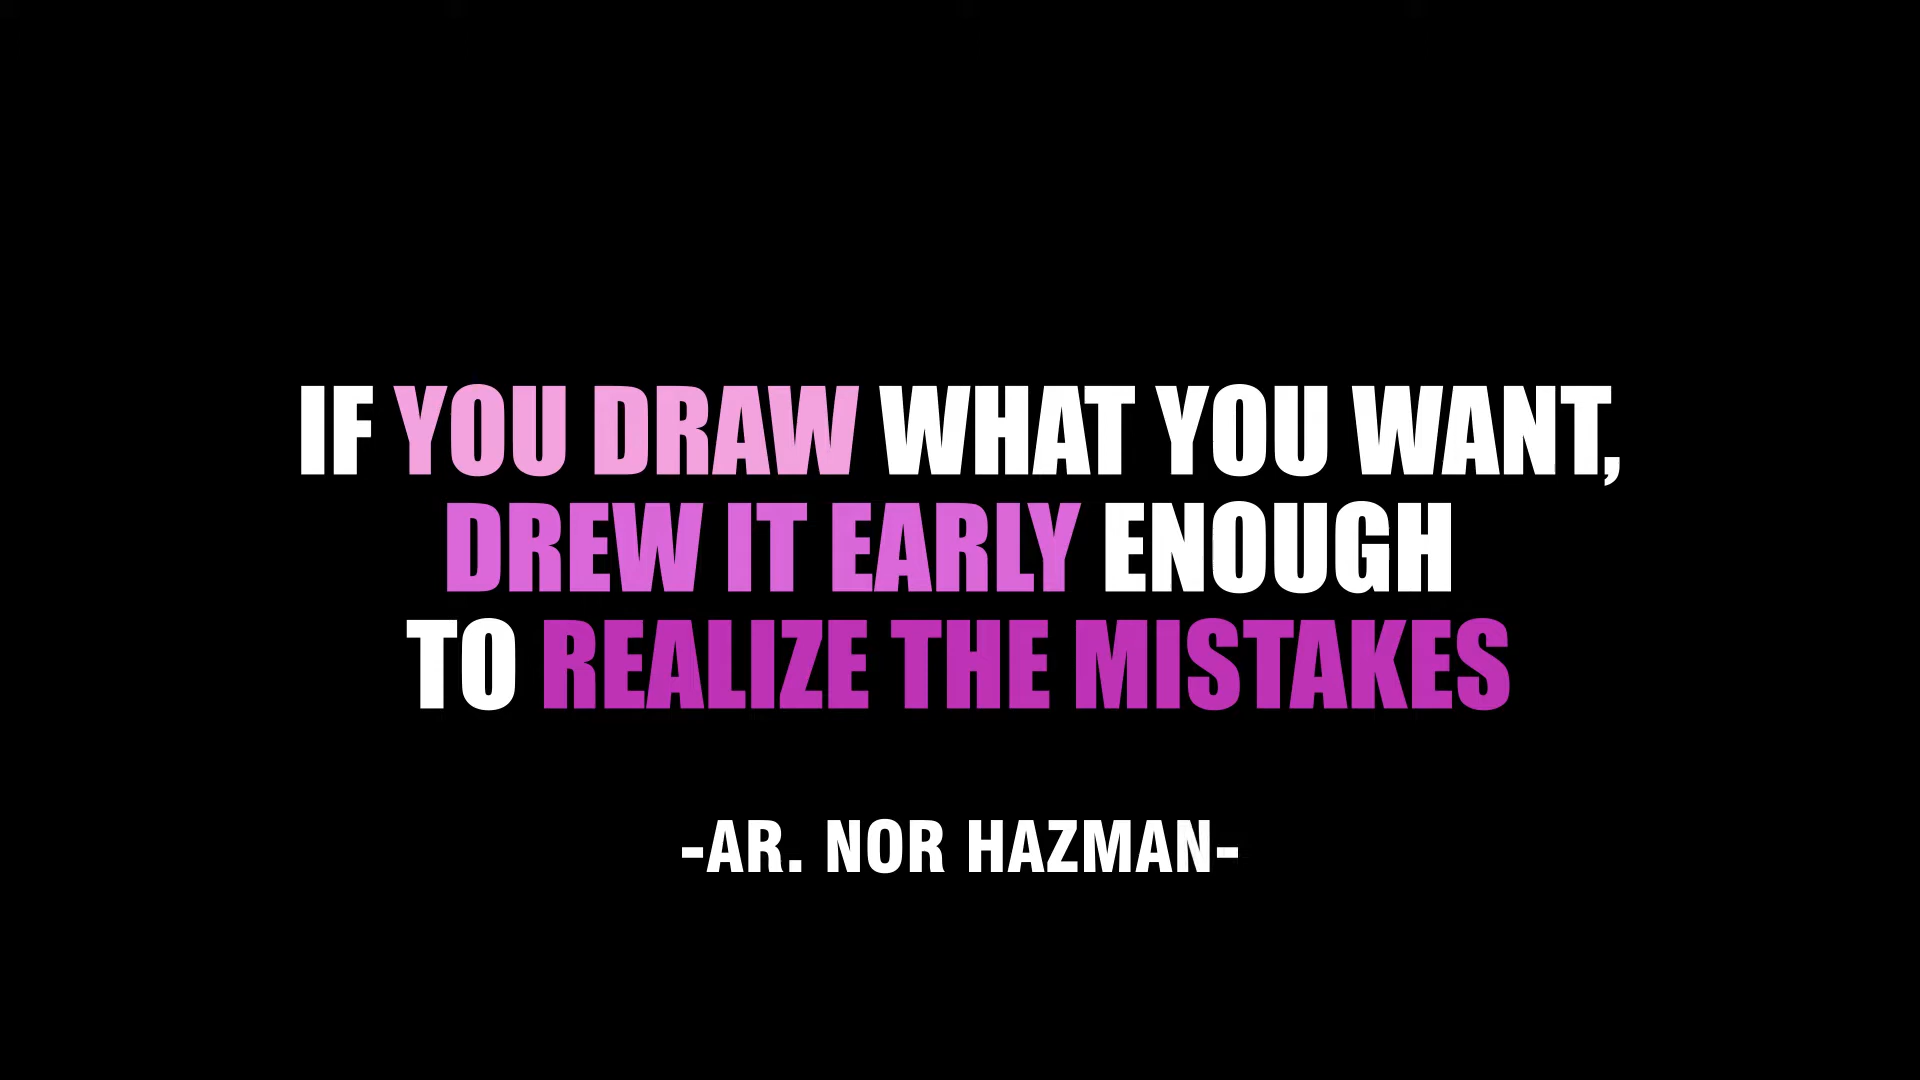 IF YOU DRAW WHAT YOU WANT,
DREW IT EARLY ENOUGH
TO REALIZE THE MISTAKES
-AR. NOR HAZMAN-